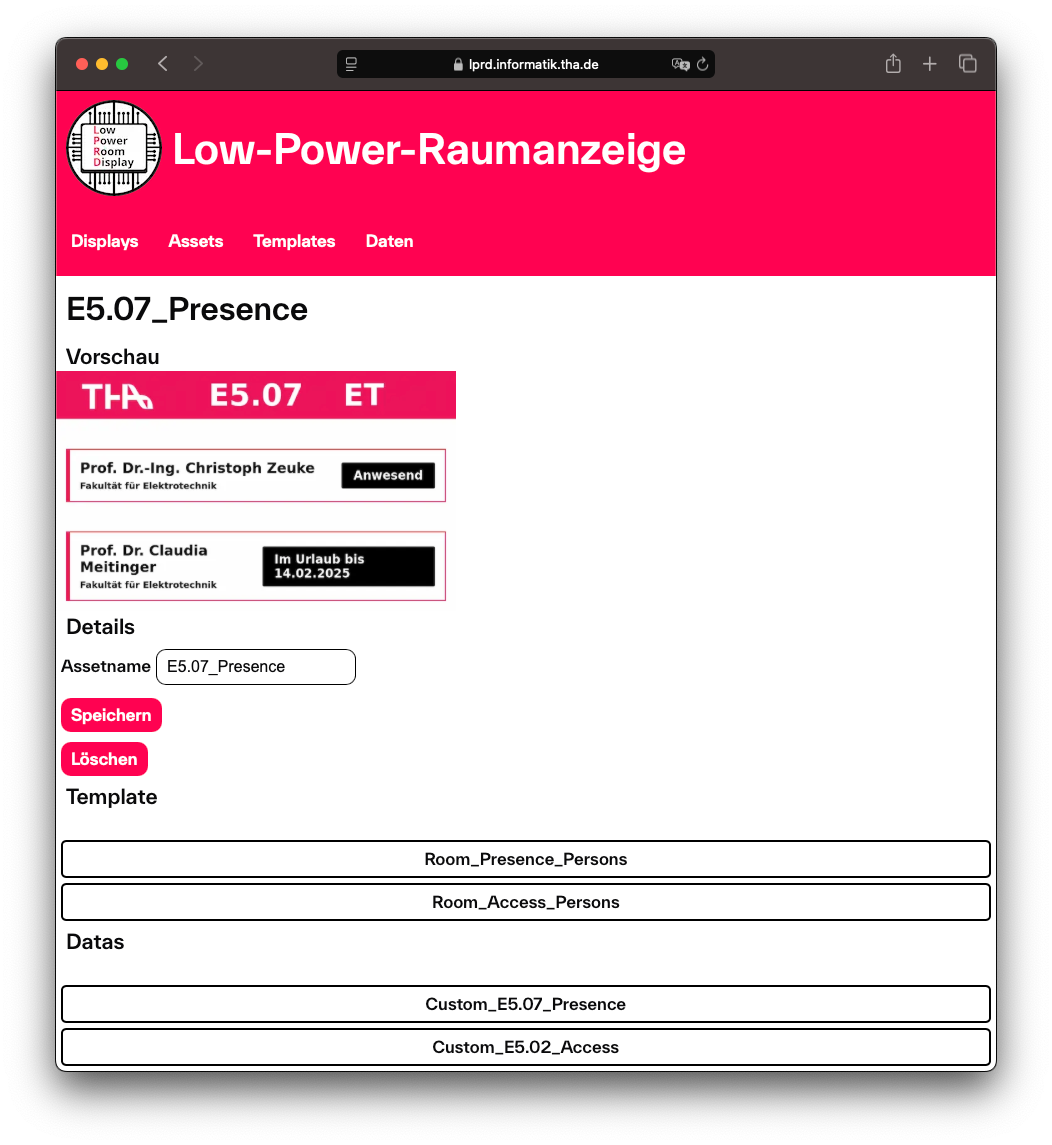 lprd.informatik.tha.de
Low
Power
Room
Display
Low-Power-Raumanzeige
Displays Assets Templates Daten
E5.07_Presence
Vorschau
THA E5.07 ET
Prof. Dr.-Ing. Christoph Zeuke
Fakultät für Elektrotechnik
Anwesend
Prof. Dr. Claudia
Meitinger
Fakultät für Elektrotechnik
Im Urlaub bis
14.02.2025
Details
Assetname E5.07_Presence
Speichern
Löschen
Template
Room_Presence_Persons
Room_Access_Persons
Datas
Custom_E5.07_Presence
Custom_E5.02_Access